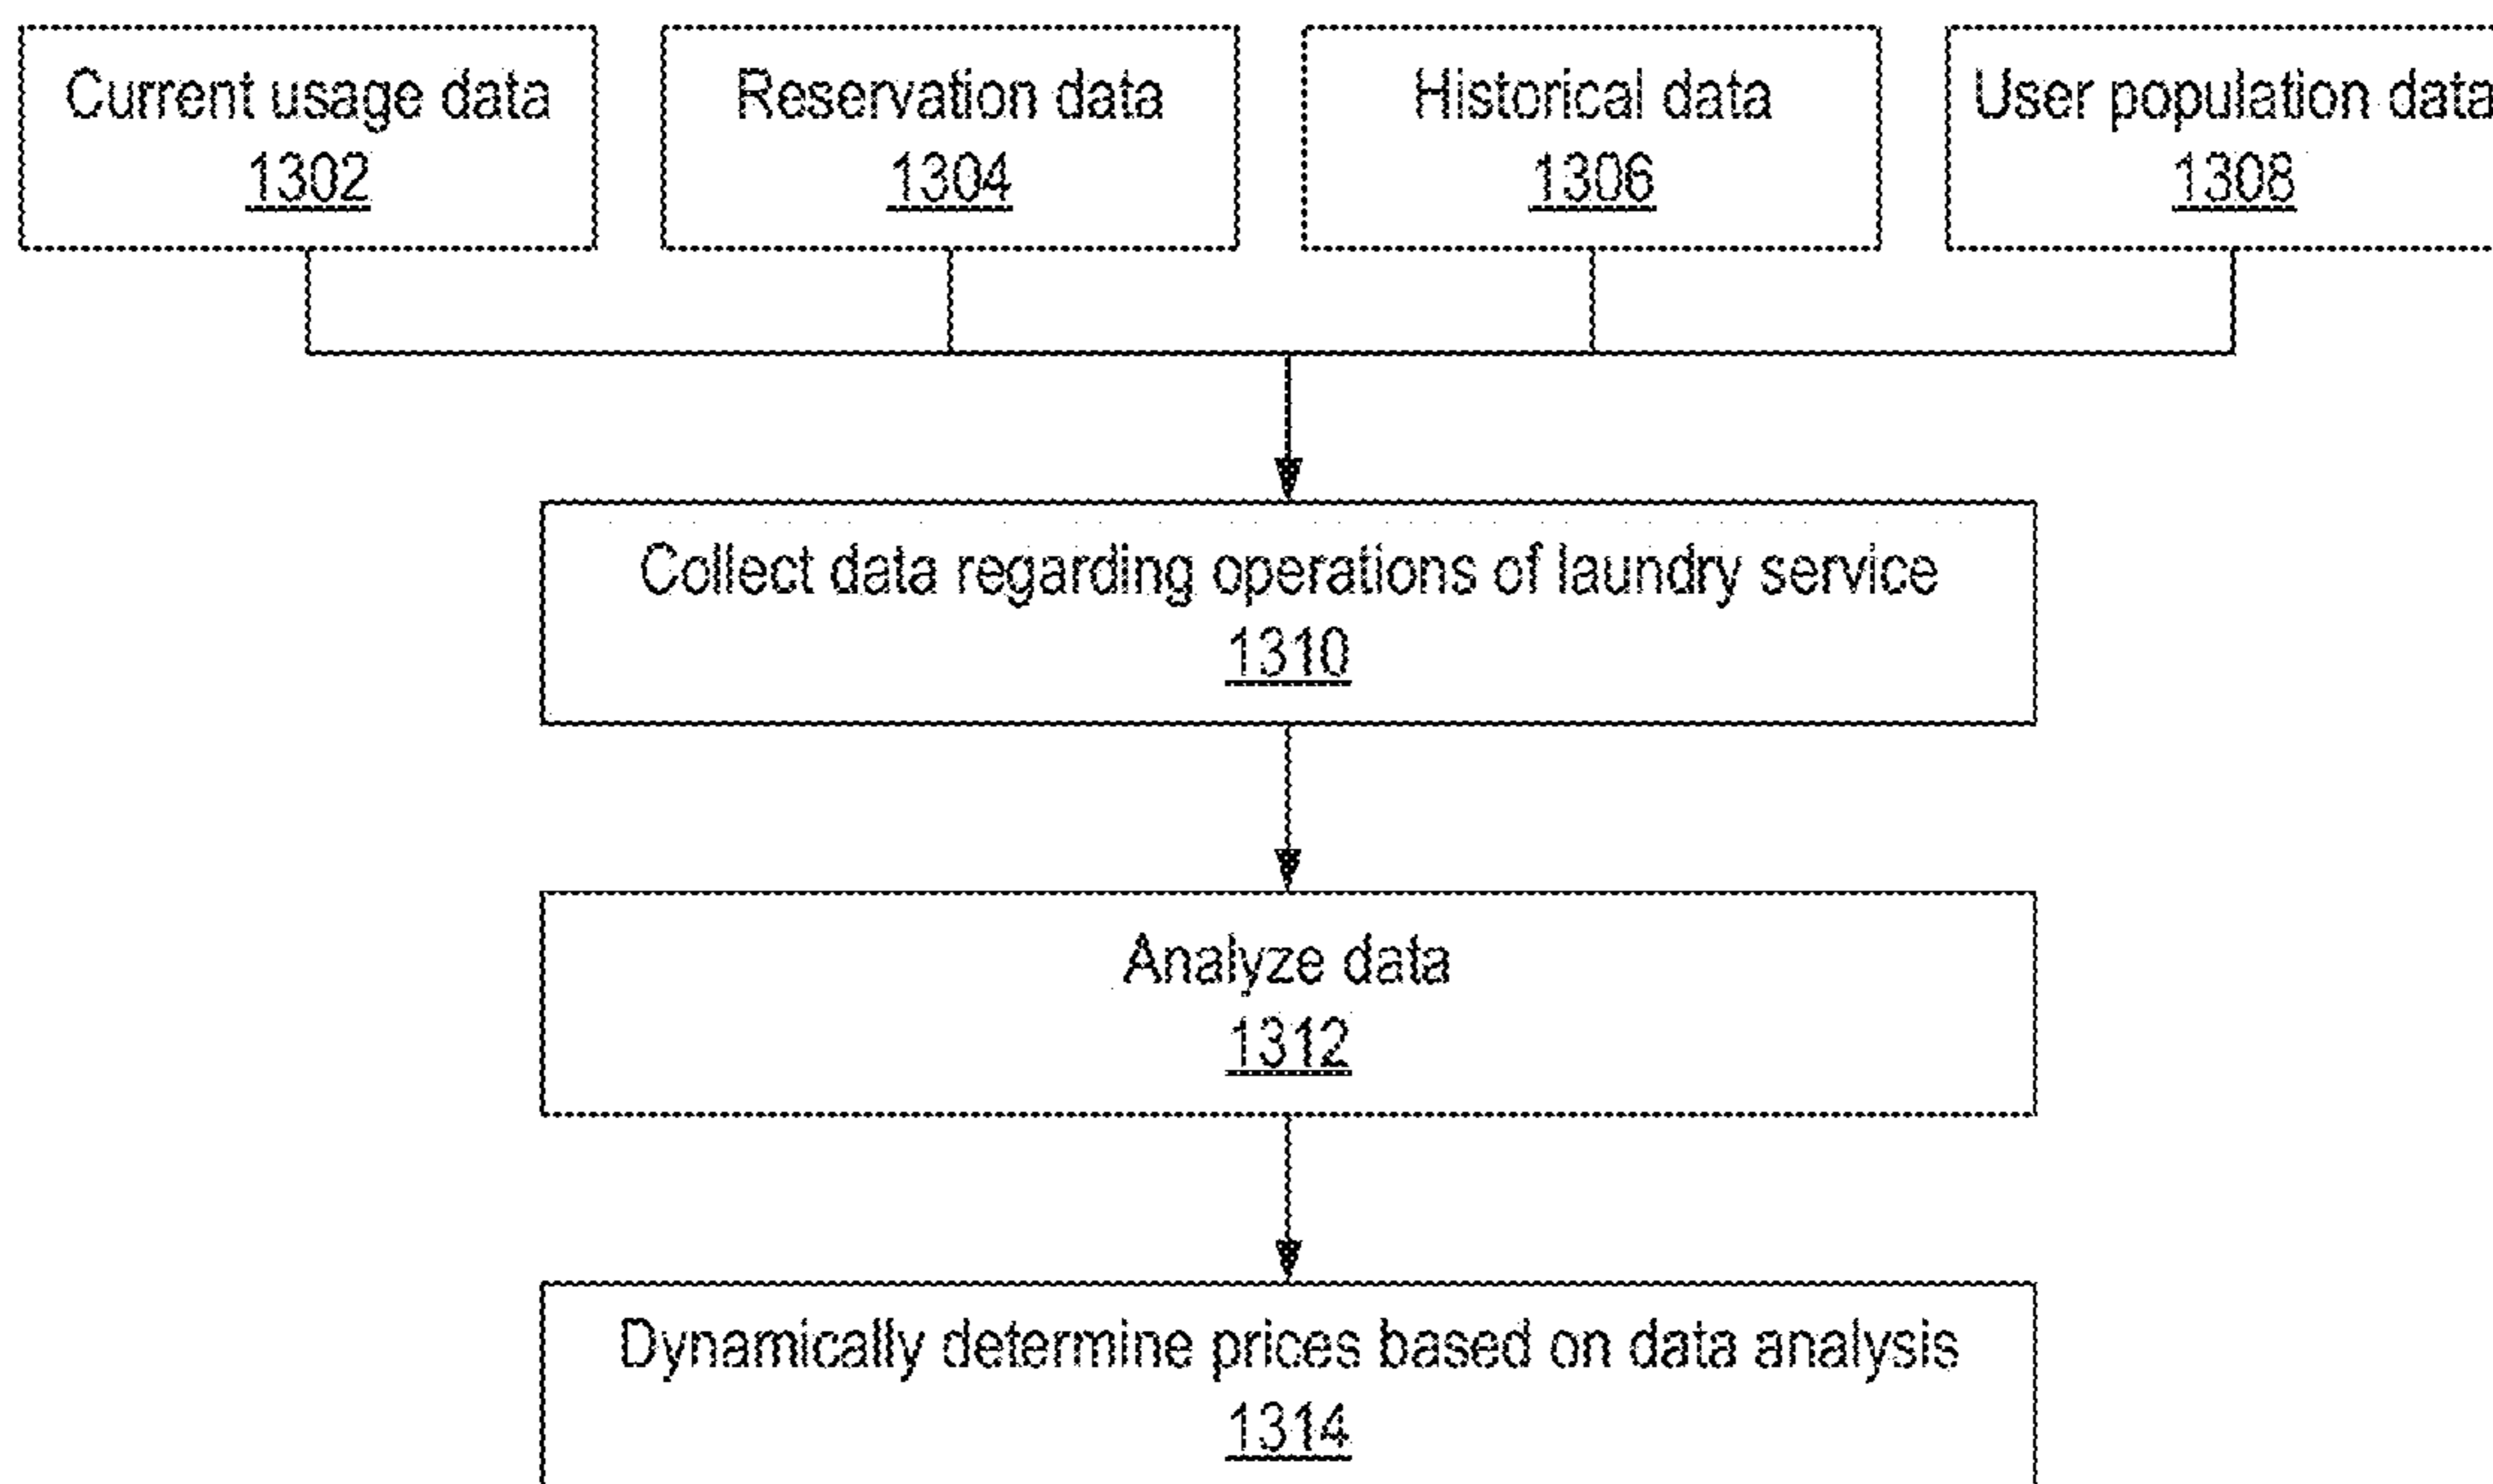 Current usage data
1302
Reservation data
1304
Historical data
1306
User population data
1308
Collect data regarding operations of laundry service
1310
Analyze data
1312
Dynamically determine prices based on data analysis
1314